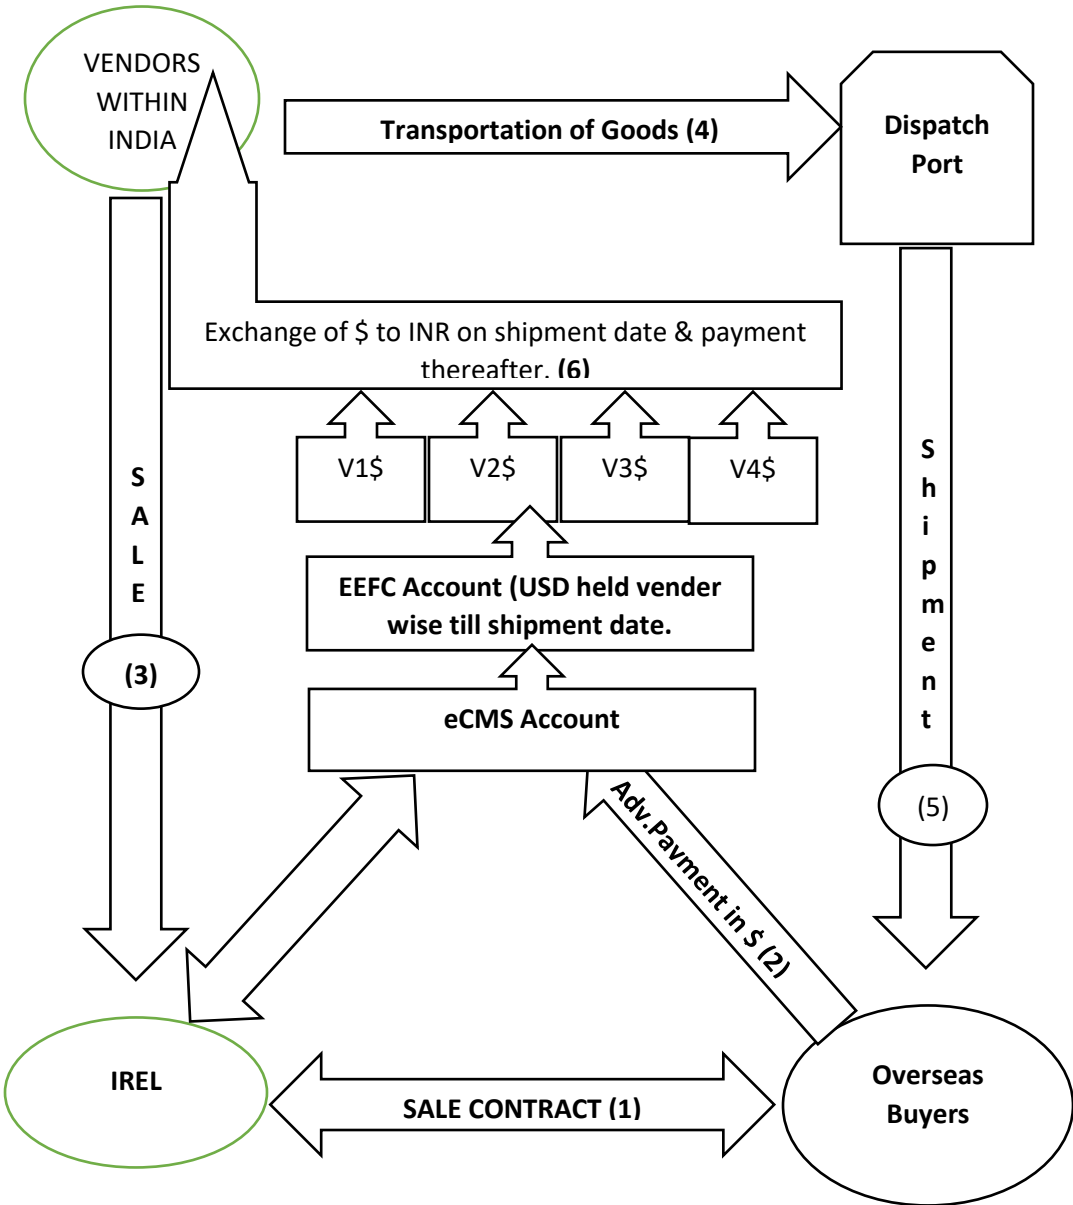 VENDORS
WITHIN
INDIA
Transportation of Goods (4)
Dispatch
Port
Exchange of $ to INR on shipment date & payment
thereafter. (6)
V1$
V2$
V3$
V4$
S
A
L
E
(3)
S
h
i
p
m
e
n
t
(5)
EEFC Account (USD held vender
wise till shipment date.
eCMS Account
Adv.Payment in $ (2)
IREL
SALE CONTRACT (1)
Overseas
Buyers